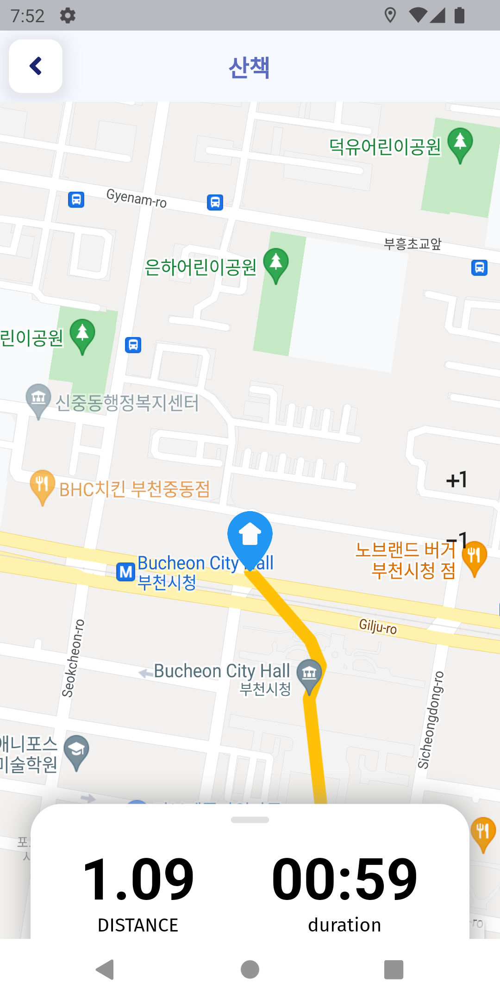 7:52
산책
덕유어린이공원
Gyenam-ro
부흥초교앞
은하어린이공원
린이공원
신중동행정복지센터
+1
BHC치킨 부천중동점
-1
노브랜드 버거
부천시청 점
Bucheon City Hall
부천시청
M
Gilju-ro
Seokcheon-ro
Bucheon City Hall
부천시청
Sicheongdong-ro
애니포스
미술학원
1.09
00:59
DISTANCE
duration
-ro